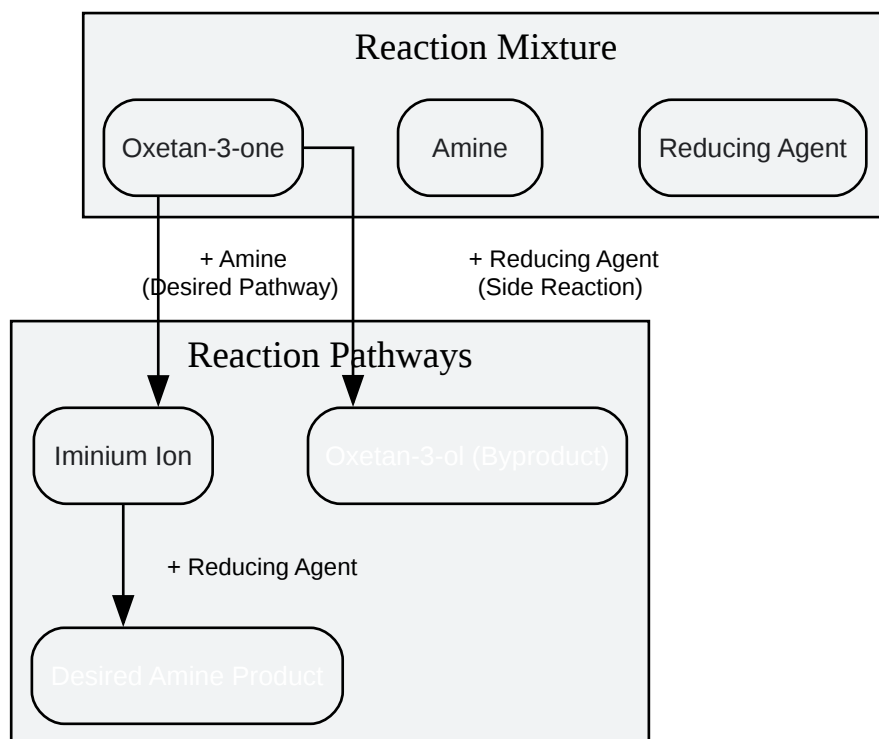 Reaction Mixture
Oxetan-3-one
Amine
Reducing Agent
+ Amine
(Desired Pathway)
+ Reducing Agent
(Side Reaction)
Reaction Pathways
Iminium Ion
Oxetan-3-ol (Byproduct)
+ Reducing Agent
Desired Amine Product